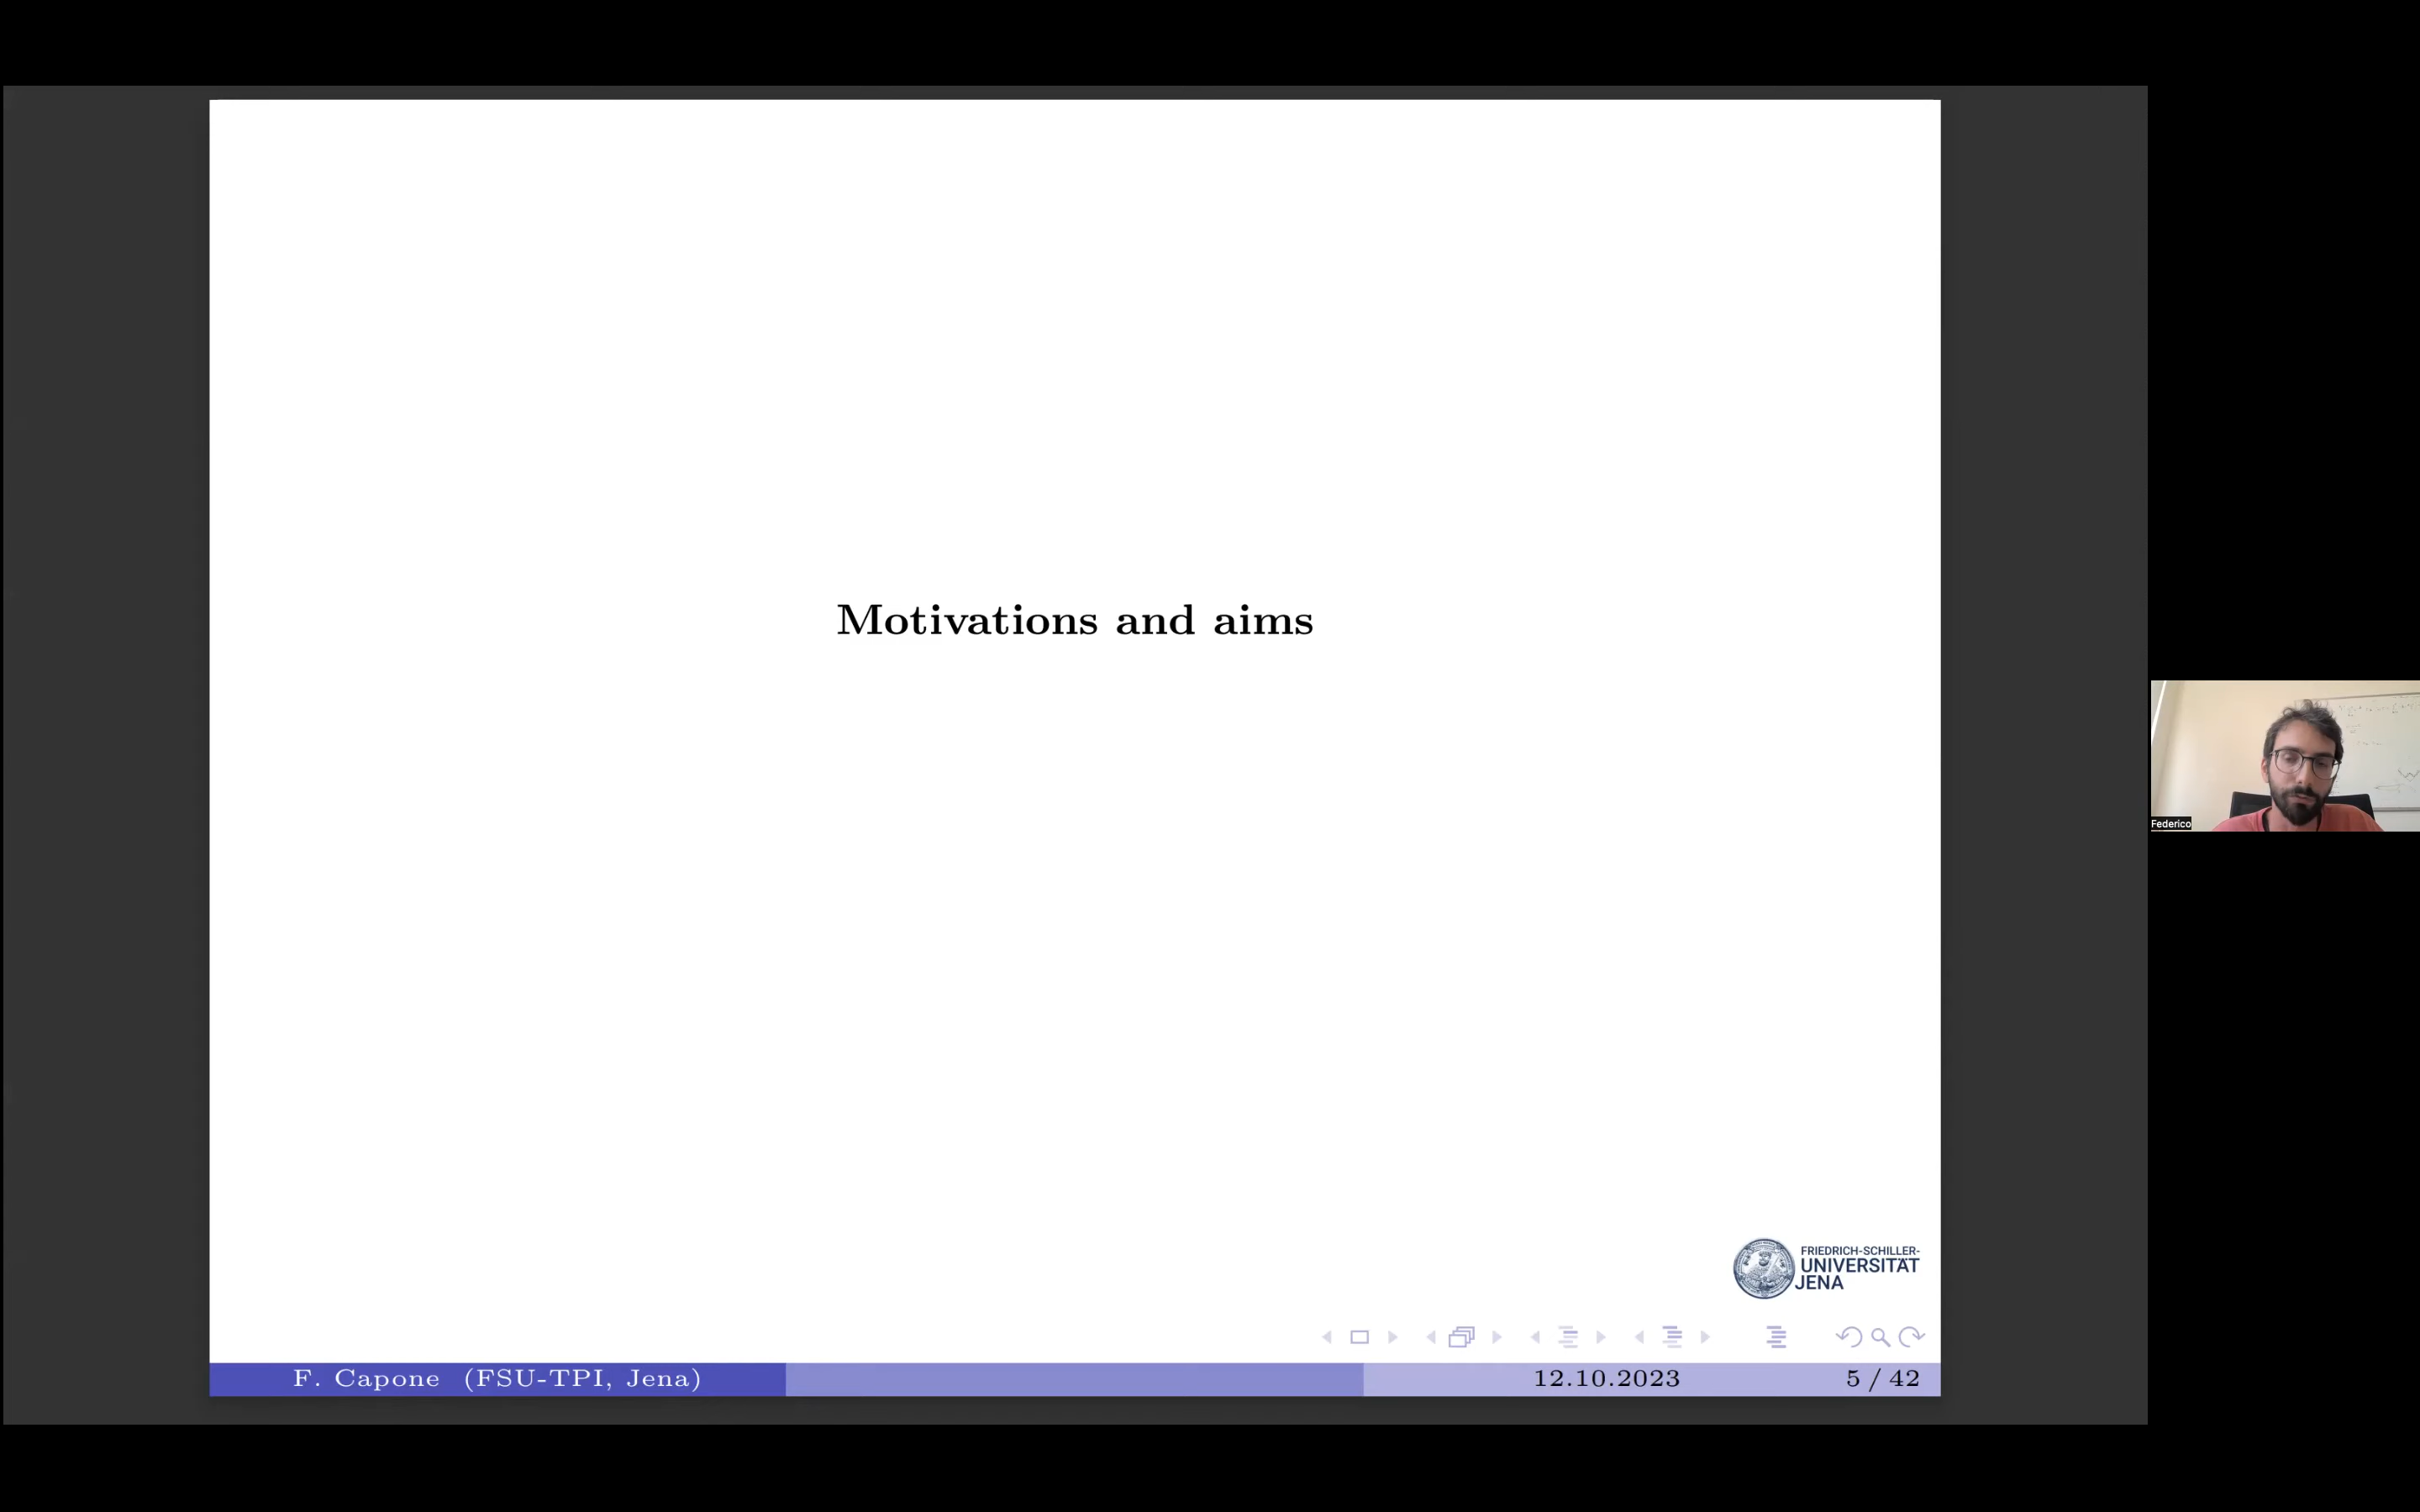 Motivations and aims
Federico
FRIEDRICH-SCHILLER-
UNIVERSITÄT
JENA
F. Capone (FSU-TPI, Jena)
12.10.2023
5 / 42